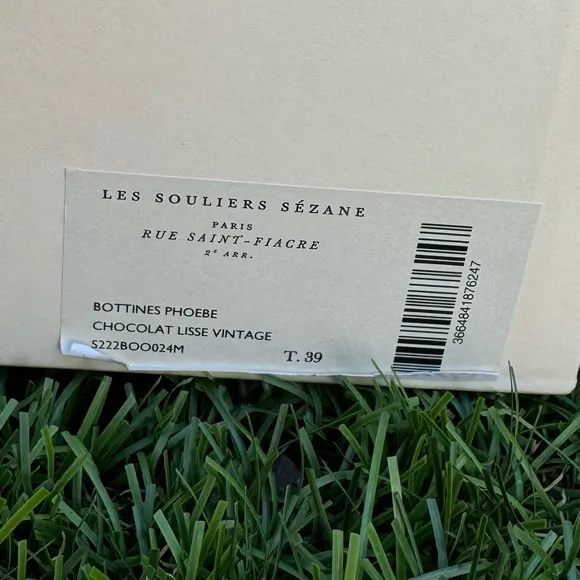 LES SOULIERS SÉZANE
PARIS
RUE SAINT-FIACRE
2ᵉ ARR.
BOTTINES PHOEBE
CHOCOLAT LISSE VINTAGE
S222BOO024M
T. 39
3664841876247